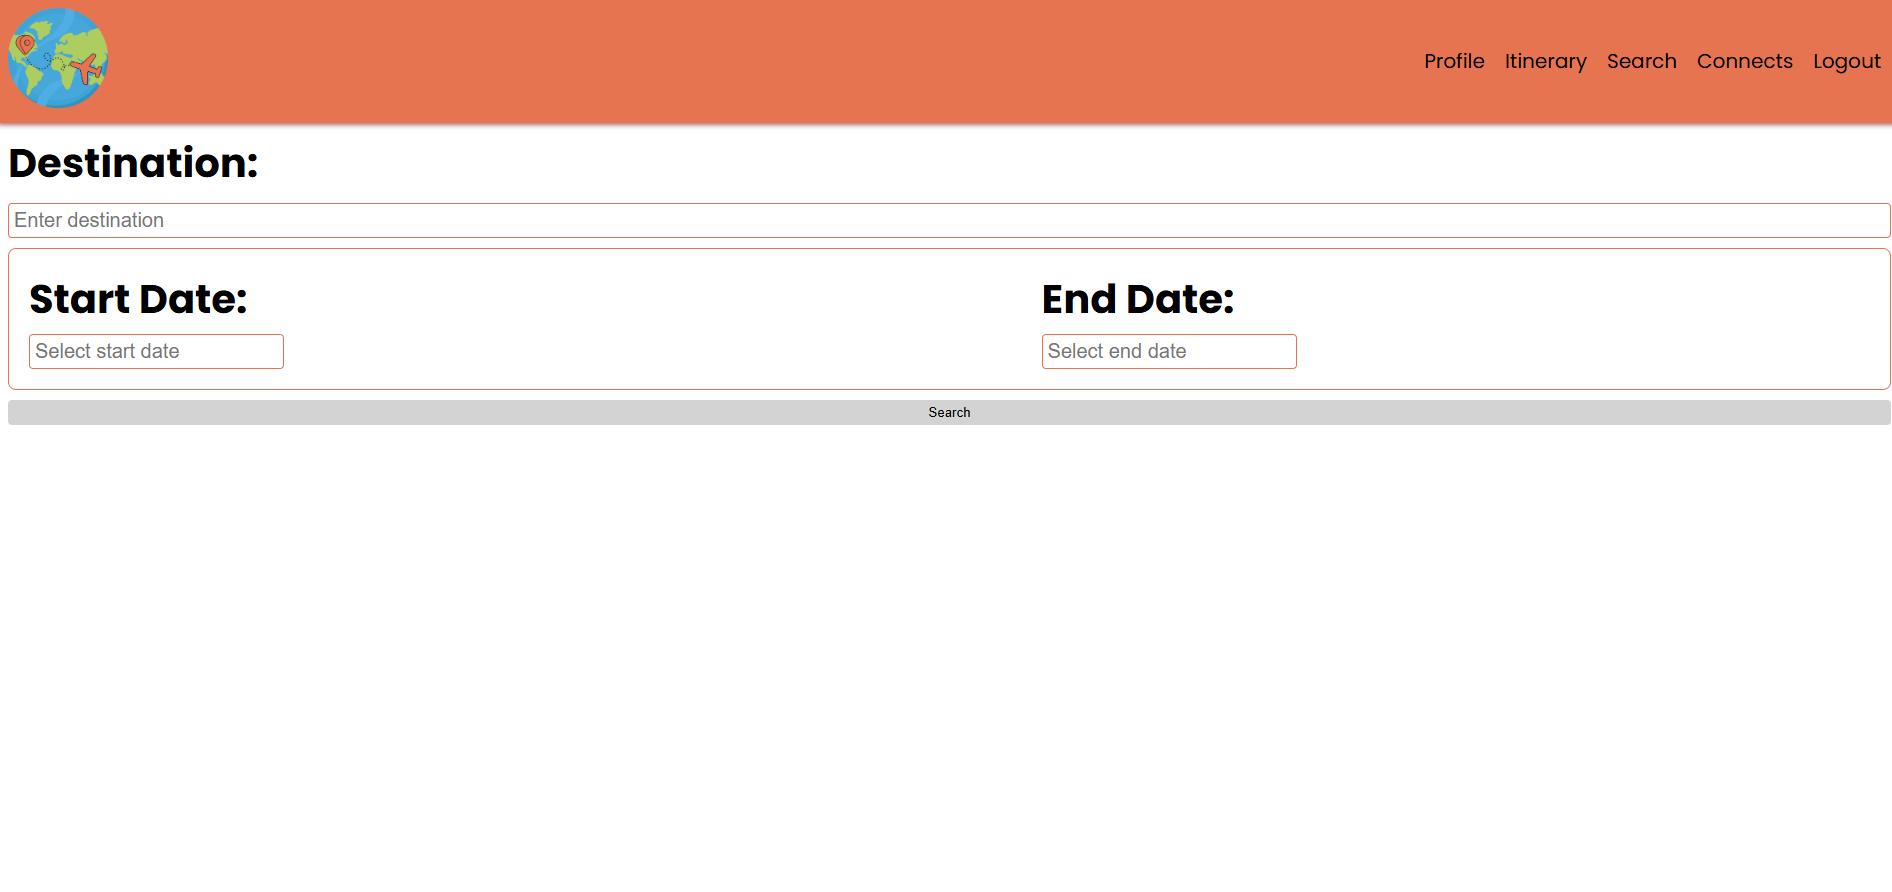 Profile Itinerary Search Connects Logout
Destination:
Enter destination
Start Date: End Date:
Select start date Select end date
Search